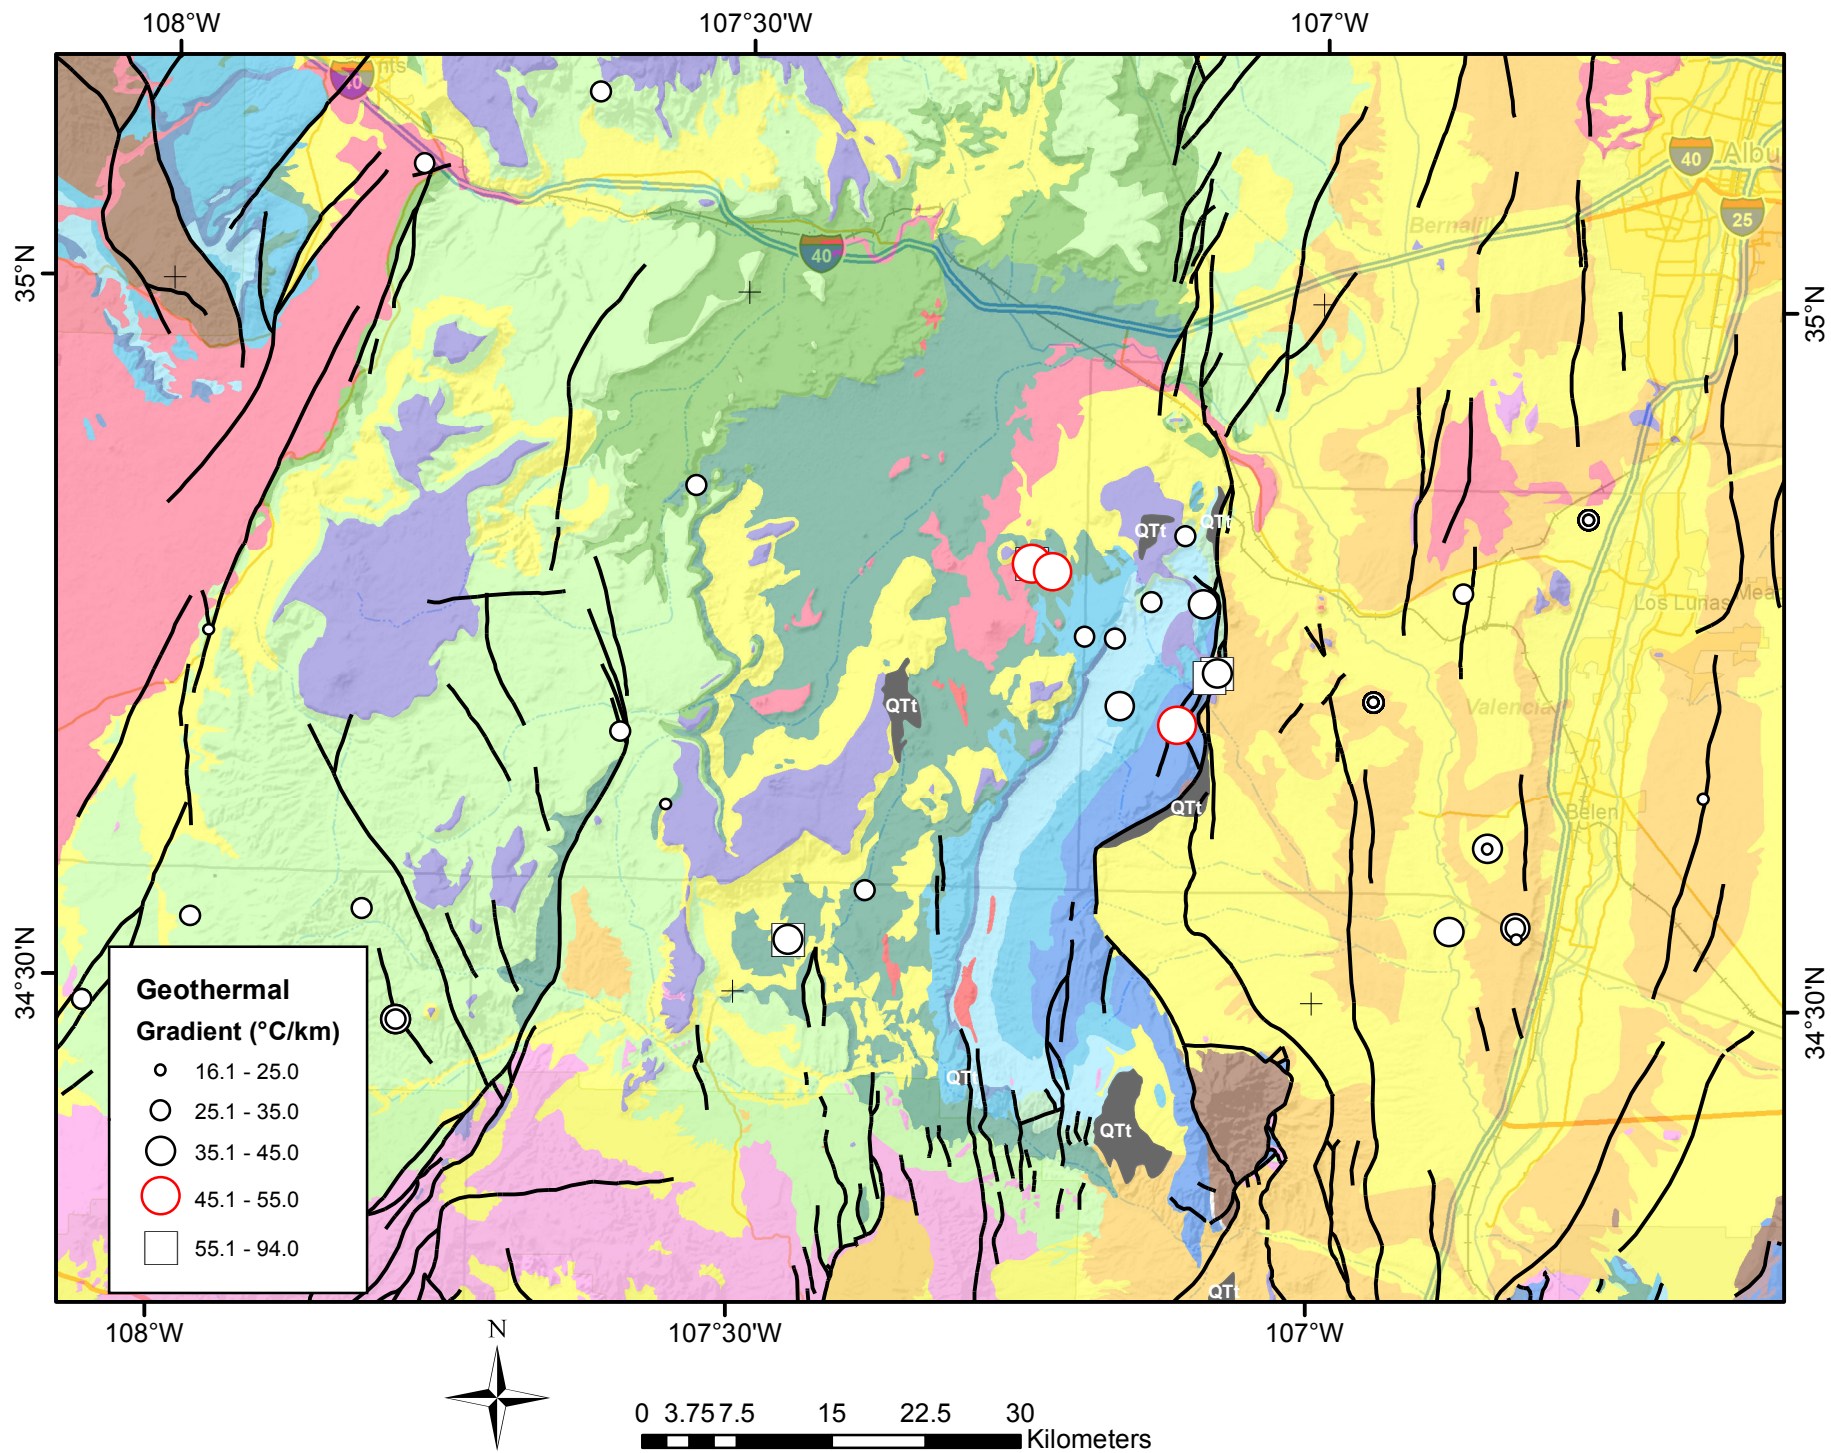 108°W 107°30'W 107°W
40
nts
40
Albu
25
Bernalil
40
35°N
35°N
QTt
QTt
Los Lunas
Mea
QTt
Valencia
QTt
Belen
34°30'N
34°30'N
QTt
QTt
QTt
Geothermal
Gradient (°C/km)
16.1 - 25.0
25.1 - 35.0
35.1 - 45.0
45.1 - 55.0
55.1 - 94.0
108°W 107°30'W 107°W
N
0 3.75 7.5 15 22.5 30
Kilometers